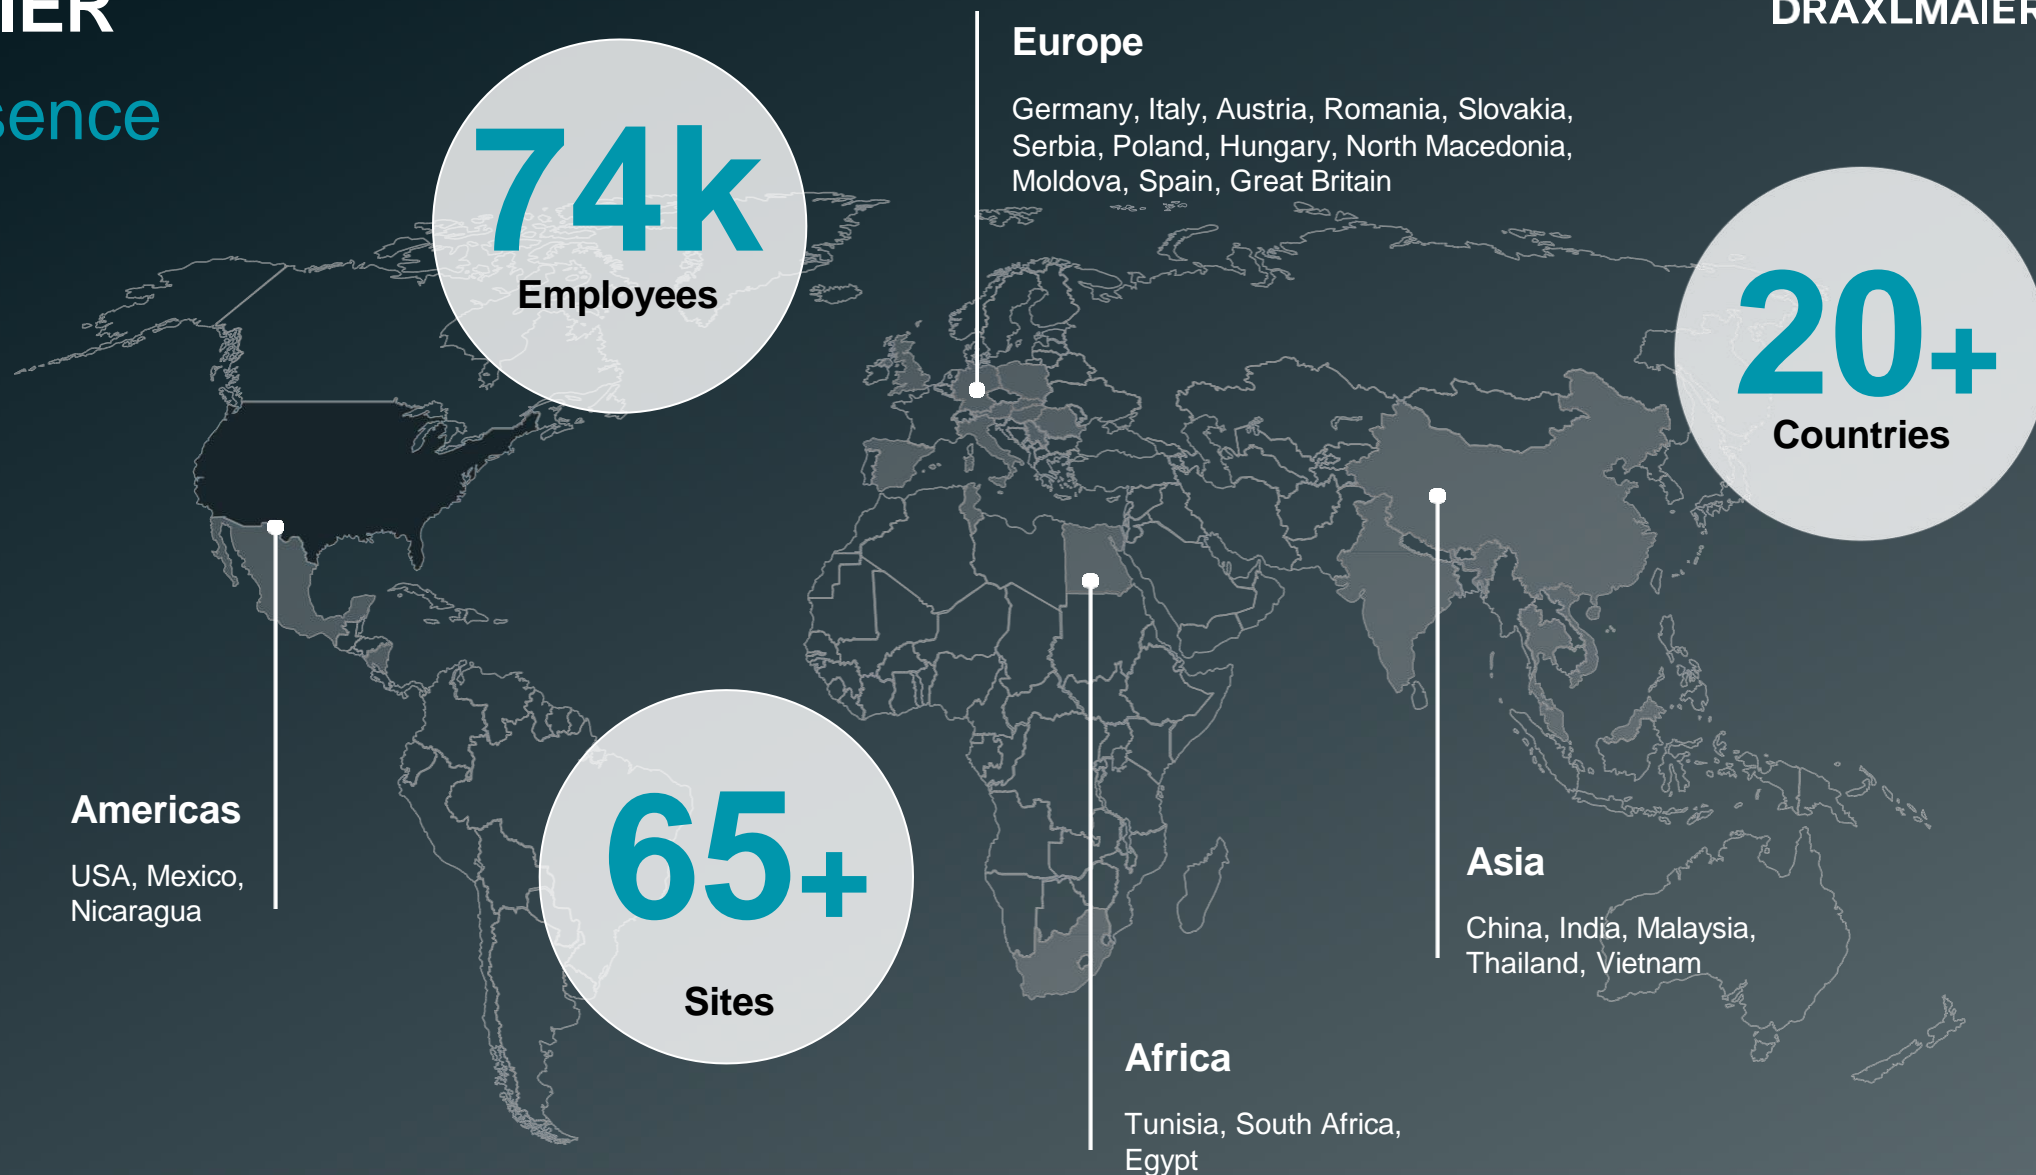 IER
DRAXLMAIER
sence
74k
Employees
Europe
Germany, Italy, Austria, Romania, Slovakia,
Serbia, Poland, Hungary, North Macedonia,
Moldova, Spain, Great Britain
20+
Countries
Americas
USA, Mexico,
Nicaragua
65+
Sites
Asia
China, India, Malaysia,
Thailand, Vietnam
Africa
Tunisia, South Africa,
Egypt